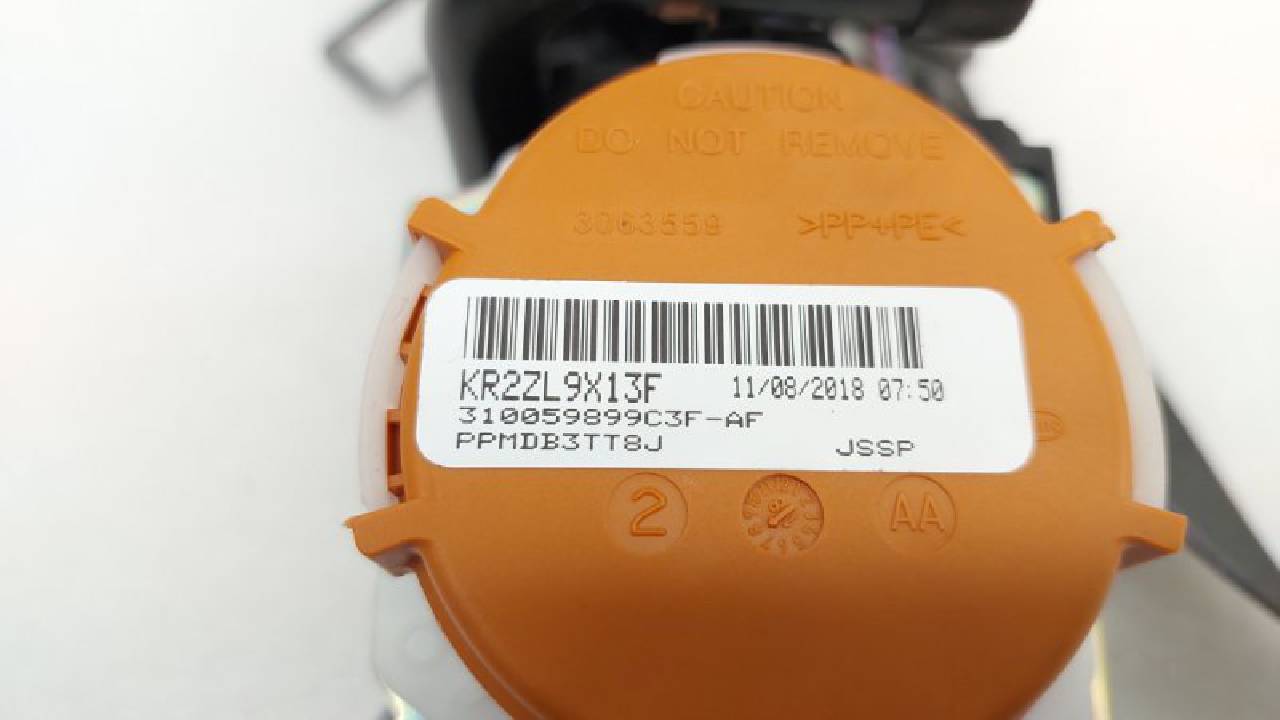 CAUTION
DO NOT REMOVE
3063559 >PP+PE<
KR2ZL9X13F 11/08/2018 07:50
310059899C3F-AF
PPMDB3TT8J JSSP
2 AA